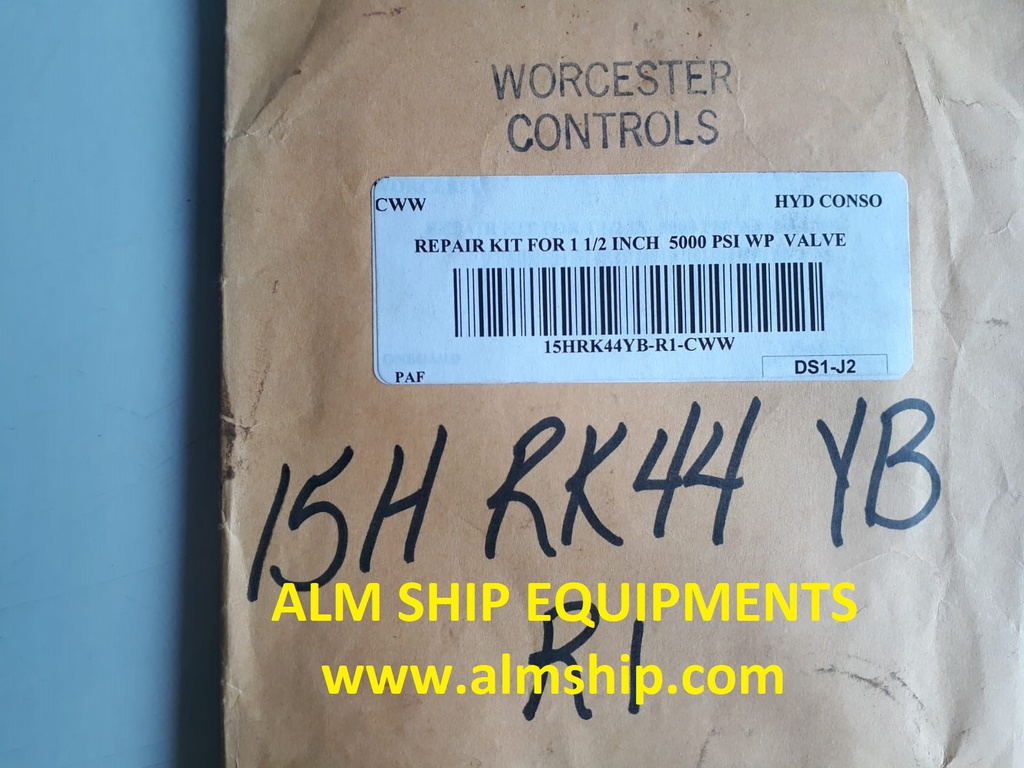 WORCESTER
CONTROLS
CWW HYD CONSO
REPAIR KIT FOR 1 1/2 INCH 5000 PSI WP VALVE
15HRK44YB-R1-CWW
PAF DS1-J2
15H RK44 YB
ALM SHIP EQUIPMENTS
R1
www.almship.com